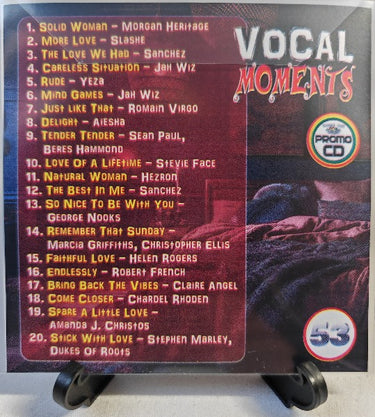 1. Solid Woman – Morgan Heritage
2. More Love – Slashe
3. The Love We Had – Sanchez
4. Careless Situation – Jah Wiz
5. Rude – Yeza
6. Mind Games – Jah Wiz
7. Just Like That – Romain Virgo
8. Delight – Aiesha
9. Tender Tender – Sean Paul,
Beres Hammond
10. Love Of A Lifetime – Stevie Face
11. Natural Woman – Hezron
12. The Best In Me – Sanchez
13. So Nice To Be With You –
George Nooks
14. Remember That Sunday –
Marcia Griffiths, Christopher Ellis
15. Faithful Love – Helen Rogers
16. Endlessly – Robert French
17. Bring Back The Vibes – Claire Angel
18. Come Closer – Chardel Rhoden
19. Spare A Little Love –
Amanda J. Christos
20. Stick With Love – Stephen Marley,
Dukes Of Roots
Vocal
Moments
Promo
CD
53